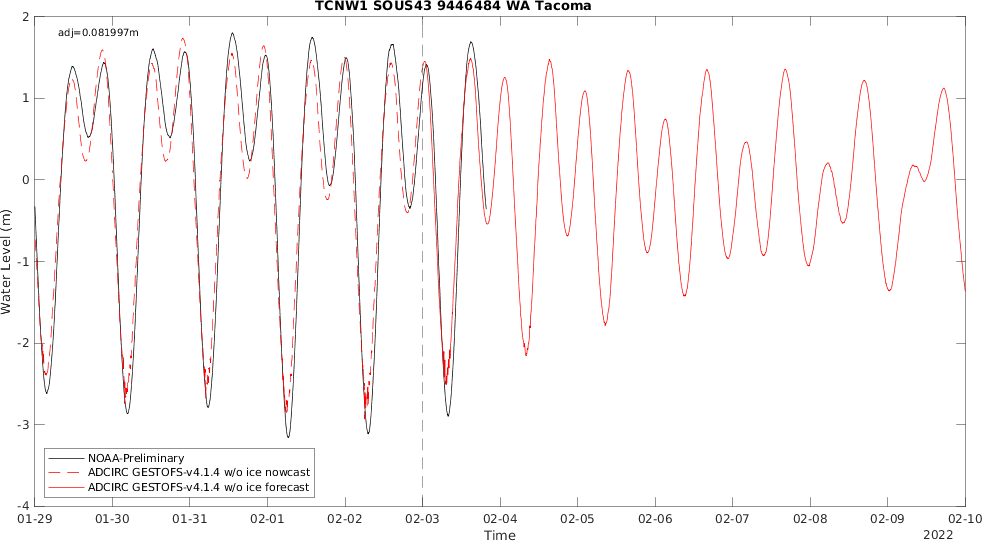 TCNW1 SOUS43 9446484 WA Tacoma
adj=0.081997m
2
1
0
-1
-2
-3
-4
Water Level (m)
NOAA-Preliminary
ADCIRC GESTOFS-v4.1.4 w/o ice nowcast
ADCIRC GESTOFS-v4.1.4 w/o ice forecast
01-29 01-30 01-31 02-01 02-02 02-03 02-04 02-05 02-06 02-07 02-08 02-09 02-10
Time
2022